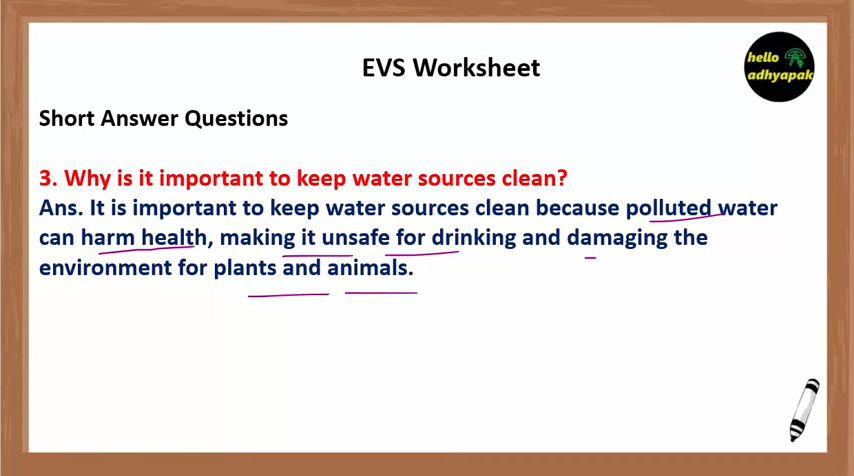 EVS Worksheet
hello
adhyapak
Short Answer Questions
3. Why is it important to keep water sources clean?
Ans. It is important to keep water sources clean because polluted water
can harm health, making it unsafe for drinking and damaging the
environment for plants and animals.